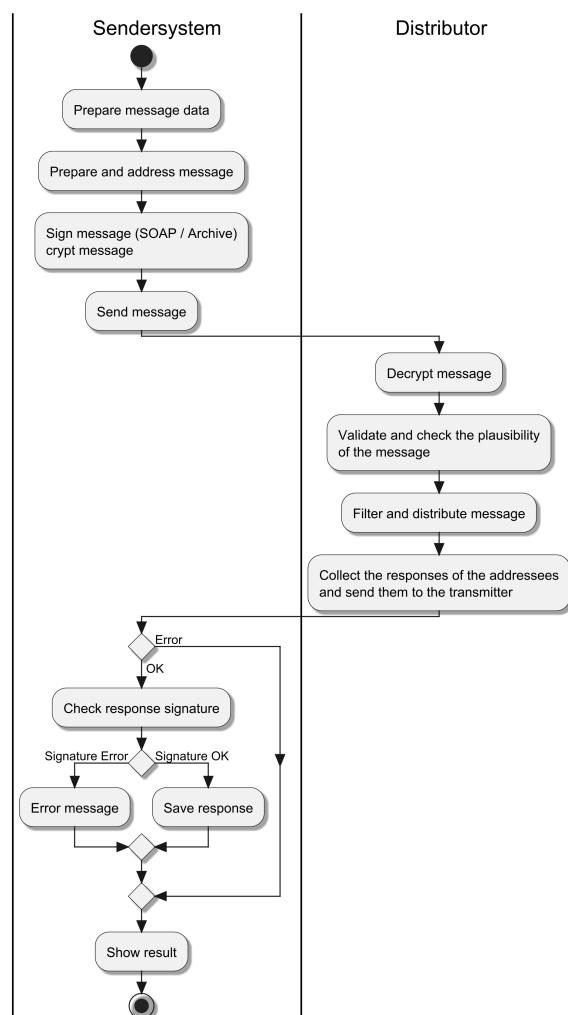 Sendersystem
Distributor
Prepare message data
Prepare and address message
Sign message (SOAP / Archive)
crypt message
Send message
Decrypt message
Validate and check the plausibility
of the message
Filter and distribute message
Collect the responses of the addressees
and send them to the transmitter
Error
OK
Check response signature
Signature Error
Signature OK
Error message
Save response
Show result